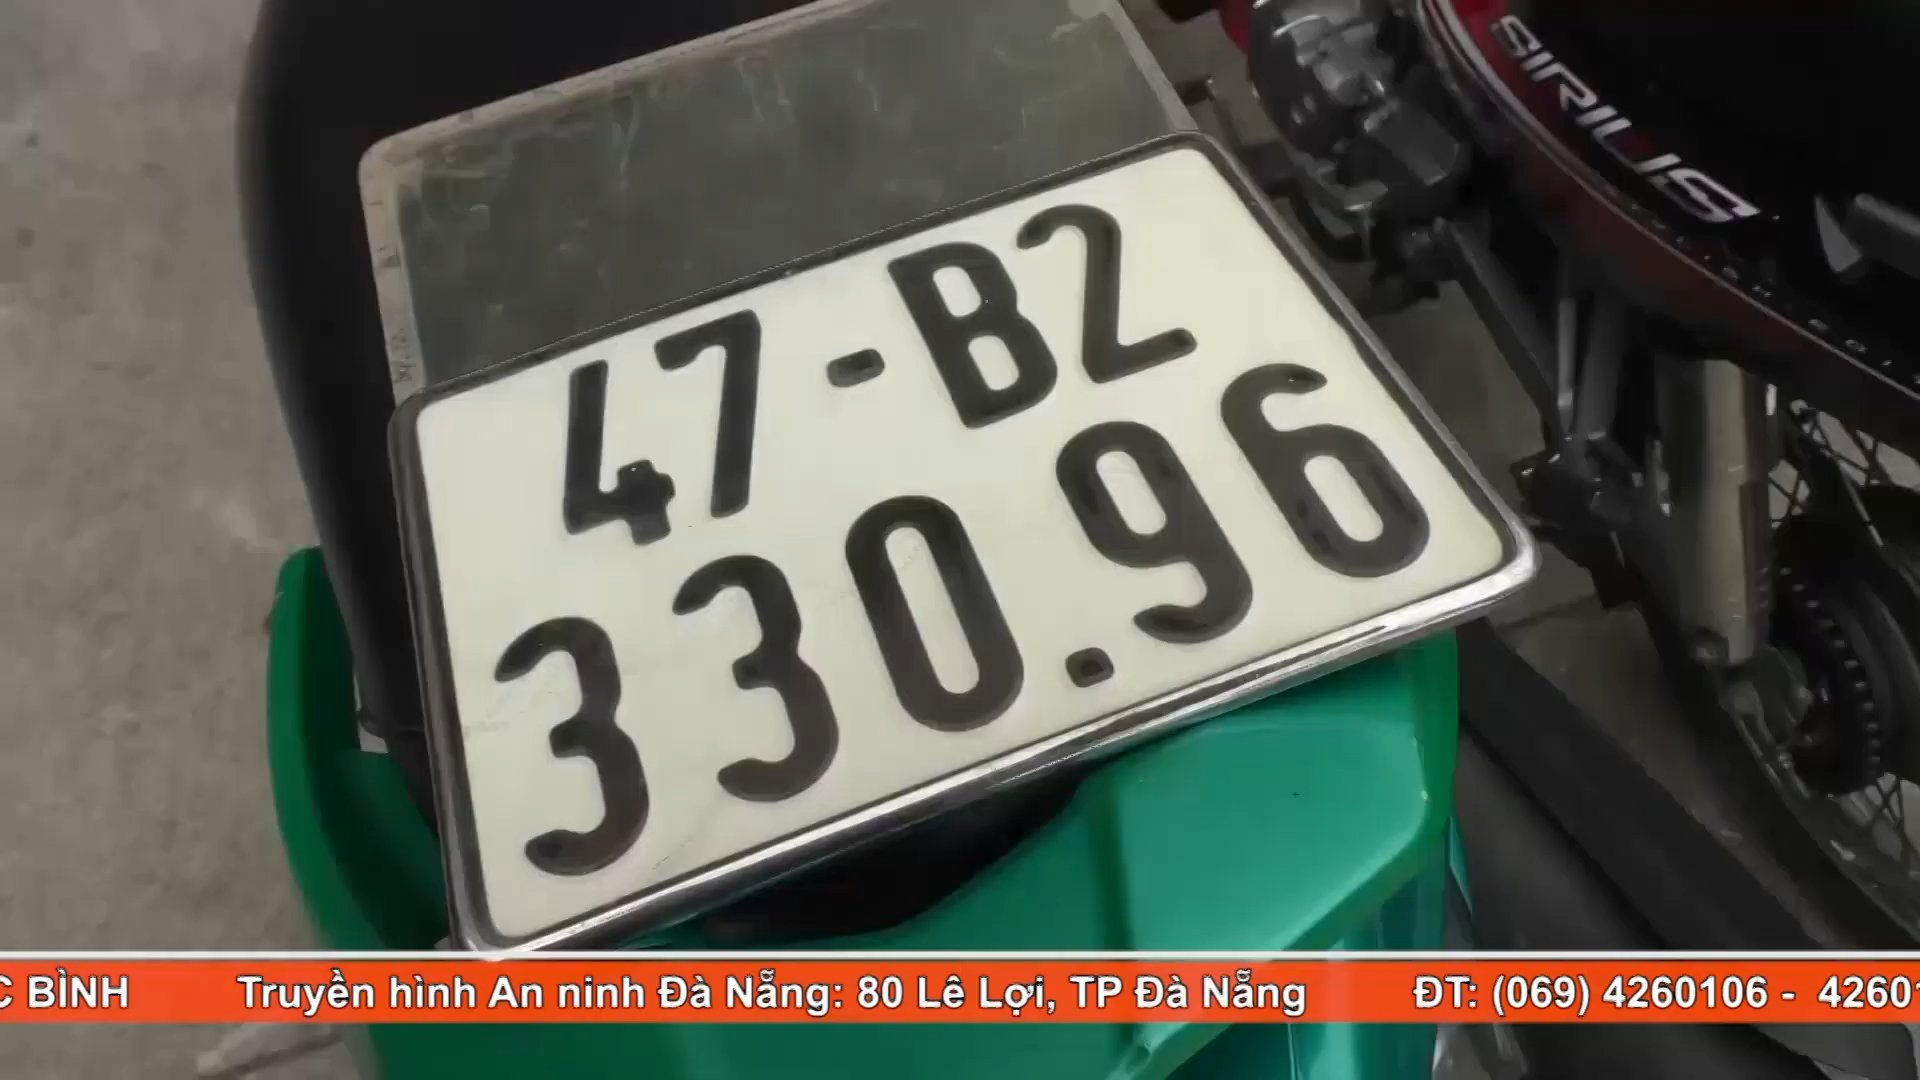 SIRIUS
47-B2
330.96
C BÌNH Truyền hình An ninh Đà Nẵng: 80 Lê Lợi, TP Đà Nẵng ĐT: (069) 4260106 - 4260